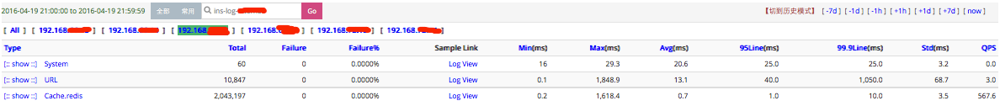 2016-04-19 21:00:00 to 2016-04-19 21:59:59 全部 常用 ins-log- Go 【切到历史模式】 [ -7d ] [ -1d ] [ -1h ] [ +1h ] [ +1d ] [ +7d ] [ now ]
[ All ] [ 192.168. ] [ 192.168. ] [ 192.168. ] [ 192.168. ] [ 192.168. ] [ 192.168. ]
Type Total Failure Failure% Sample Link Min(ms) Max(ms) Avg(ms) 95Line(ms) 99.9Line(ms) Std(ms) QPS
[:: show ::] System 60 0 0.0000% Log View 16 29.3 20.6 25.0 25.0 3.2 0.0
[:: show ::] URL 10,847 0 0.0000% Log View 0.1 1,848.9 13.1 40.0 1,050.0 68.7 3.0
[:: show ::] Cache.redis 2,043,197 0 0.0000% Log View 0.2 1,618.4 0.7 1.0 10.0 3.5 567.6